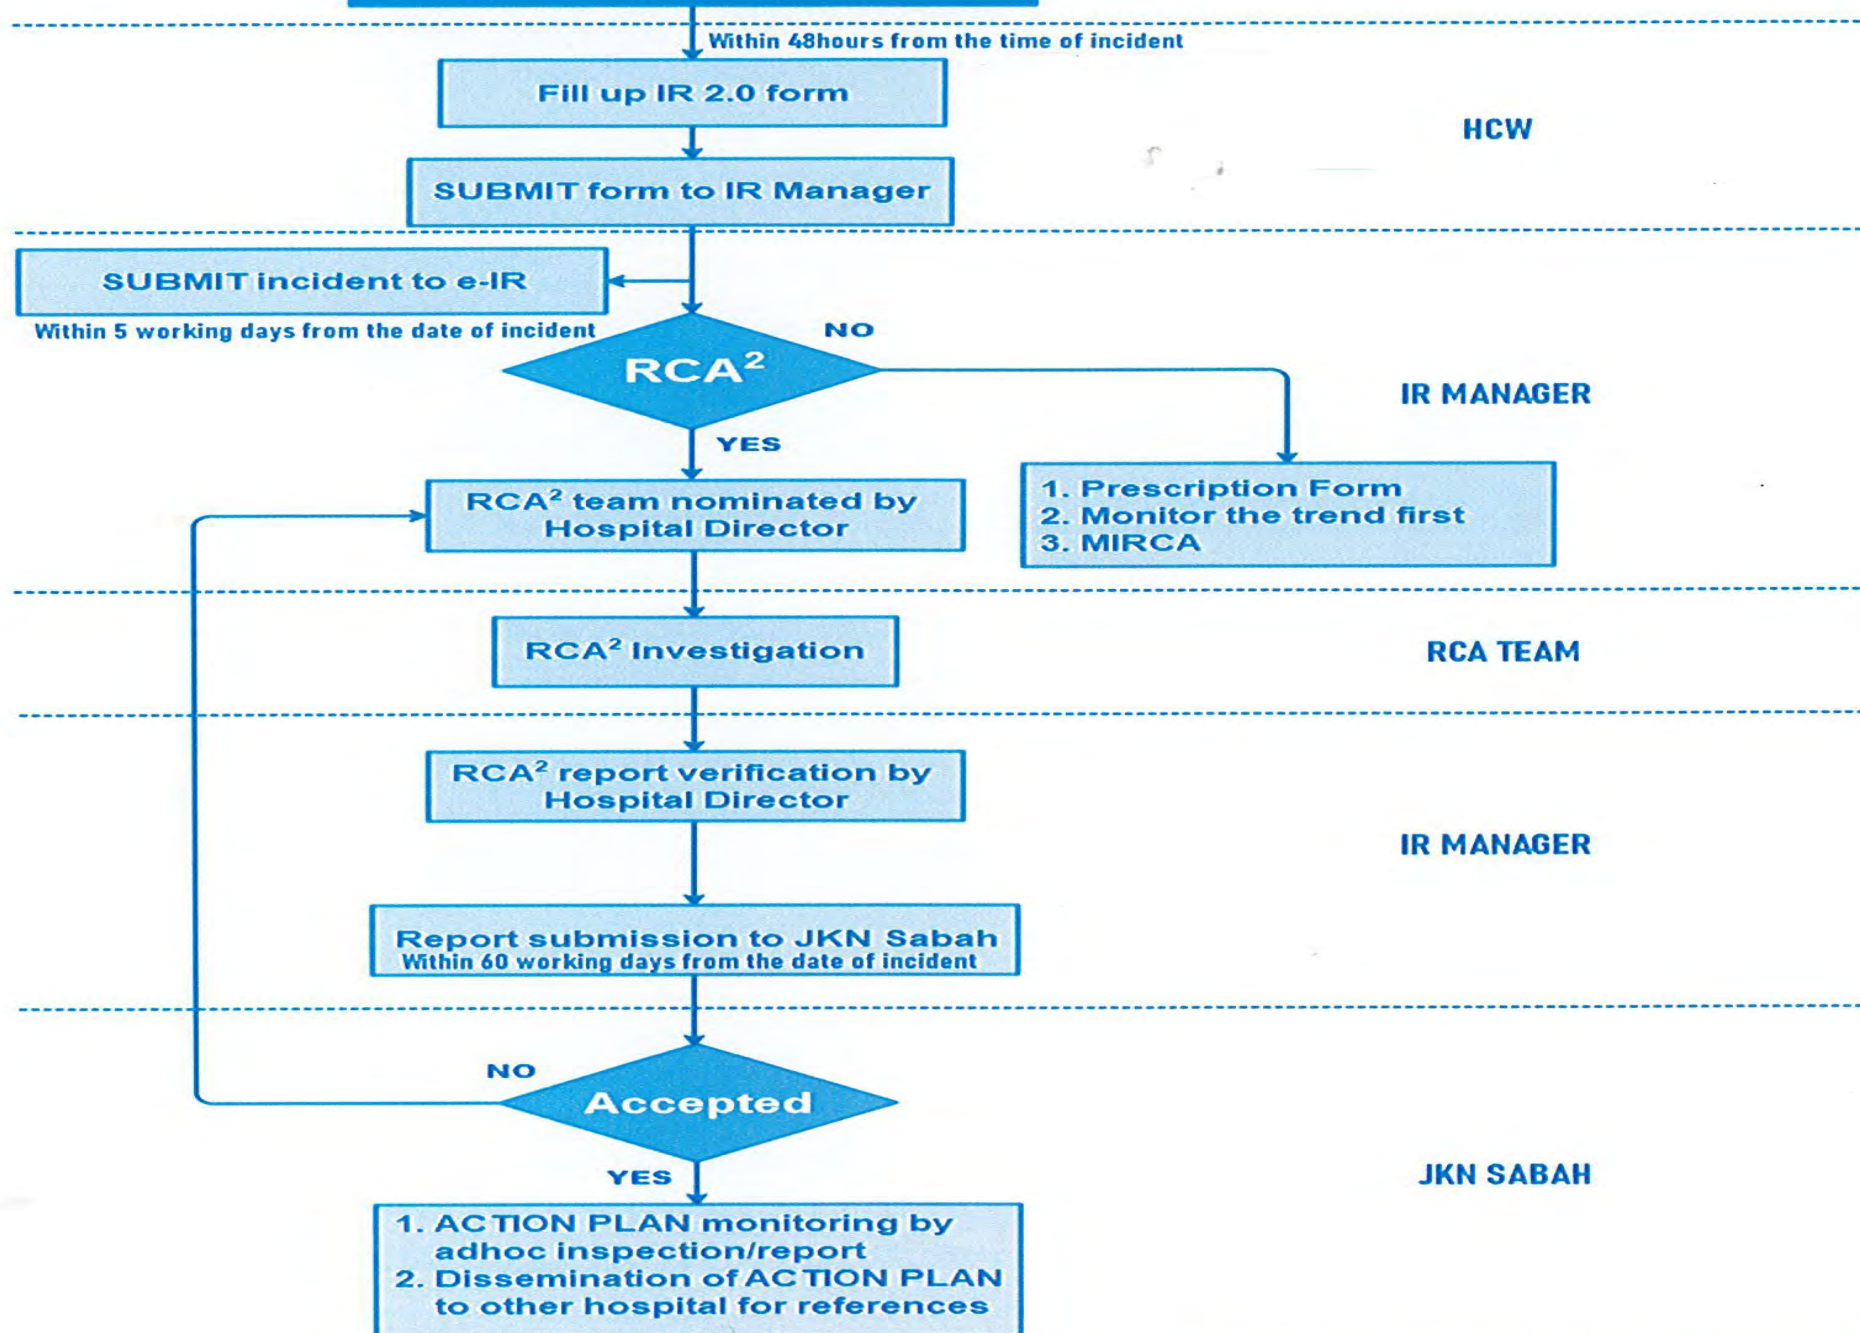 Within 48hours from the time of incident
Fill up IR 2.0 form
HCW
SUBMIT form to IR Manager
SUBMIT incident to e-IR
Within 5 working days from the date of incident
NO
RCA²
IR MANAGER
YES
RCA² team nominated by
Hospital Director
1. Prescription Form
2. Monitor the trend first
3. MIRCA
RCA² Investigation
RCA TEAM
RCA² report verification by
Hospital Director
IR MANAGER
Report submission to JKN Sabah
Within 60 working days from the date of incident
NO
Accepted
YES
JKN SABAH
1. ACTION PLAN monitoring by
adhoc inspection/report
2. Dissemination of ACTION PLAN
to other hospital for references